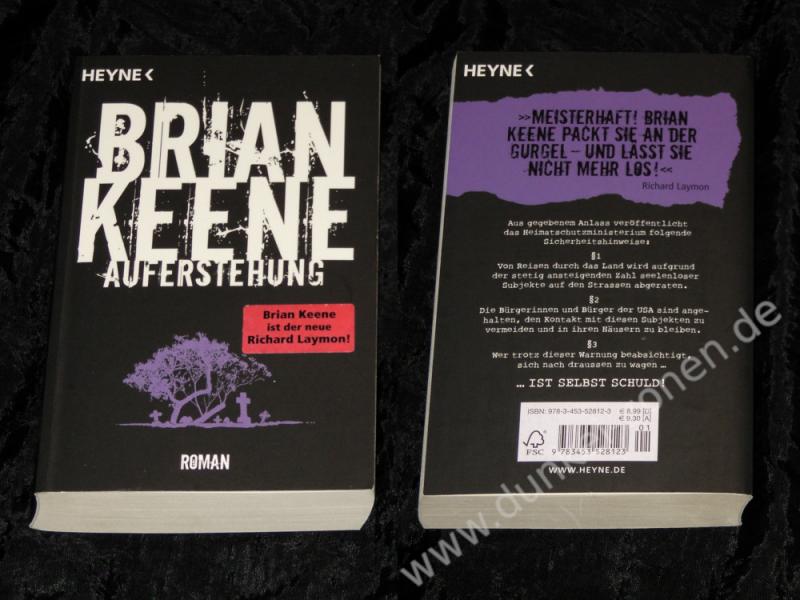 HEYNE<
BRIAN
KEENE
AUFERSTEHUNG
Brian Keene
ist der neue
Richard Laymon!
ROMAN
HEYNE<
»MEISTERHAFT! BRIAN
KEENE PACKT SIE AN DER
GURGEL – UND LÄSST SIE
NICHT MEHR LOS!«
Richard Laymon
Aus gegebenem Anlass veröffentlicht
das Heimatschutzministerium folgende
Sicherheitshinweise:
§1
Von Reisen durch das Land wird aufgrund
der stetig ansteigenden Zahl seelenloser
Subjekte auf den Strassen abgeraten.
§2
Die Bürgerinnen und Bürger der USA sind ange-
halten, den Kontakt mit diesen Subjekten zu
vermeiden und in ihren Häusern zu bleiben.
§3
Wer trotz dieser Warnung beabsichtigt,
sich nach draussen zu wagen …
… IST SELBST SCHULD!
ISBN: 978-3-453-52812-3
€ 8,99 [D]
€ 9,30 [A]
01
FSC
9 783453 528123
WWW.HEYNE.DE